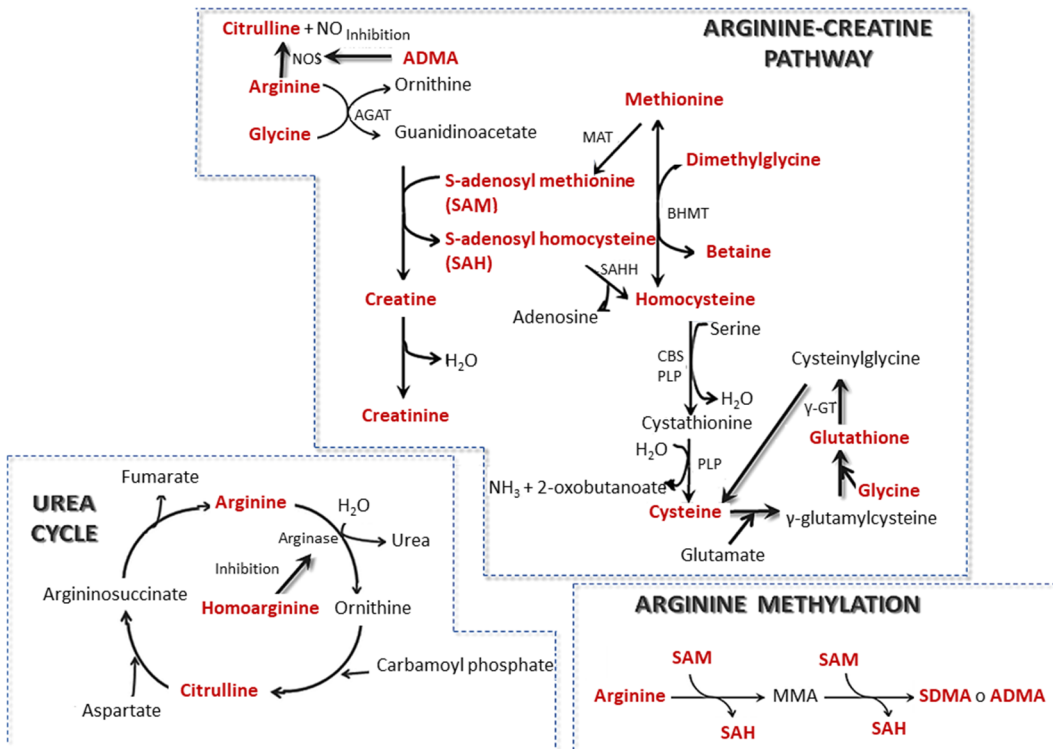 ARGININE-CREATINE
PATHWAY
Citrulline + NO
Inhibition
NOS
ADMA
Arginine
Ornithine
AGAT
Glycine
Guanidinoacetate
Methionine
MAT
Dimethylglycine
S-adenosyl methionine
(SAM)
BHMT
S-adenosyl homocysteine
(SAH)
Betaine
SAHH
Creatine
Homocysteine
Adenosine
Serine
H₂O
CBS
PLP
Cysteinylglycine
H₂O
Creatinine
Cystathionine
γ-GT
Glutathione
H₂O
PLP
NH₃ + 2-oxobutanoate
Glycine
Cysteine
γ-glutamylcysteine
Glutamate
UREA
CYCLE
Fumarate
Arginine
H₂O
Arginase
Urea
Inhibition
Argininosuccinate
Homoarginine
Ornithine
Carbamoyl phosphate
Citrulline
Aspartate
ARGININE METHYLATION
SAM
SAM
Arginine
MMA
SDMA o ADMA
SAH
SAH